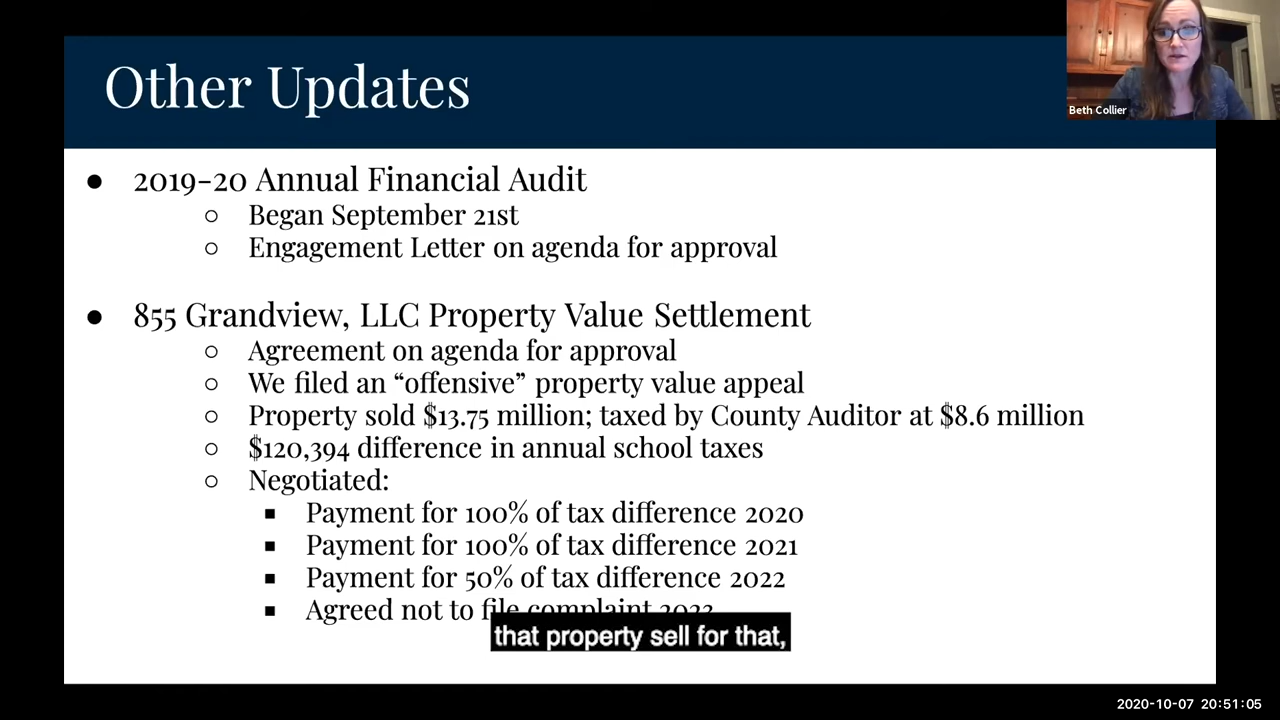 Other Updates
Beth Collier
● 2019-20 Annual Financial Audit
○ Began September 21st
○ Engagement Letter on agenda for approval
● 855 Grandview, LLC Property Value Settlement
○ Agreement on agenda for approval
○ We filed an “offensive” property value appeal
○ Property sold $13.75 million; taxed by County Auditor at $8.6 million
○ $120,394 difference in annual school taxes
○ Negotiated:
■ Payment for 100% of tax difference 2020
■ Payment for 100% of tax difference 2021
■ Payment for 50% of tax difference 2022
■ Agreed not to file complaint 2023
that property sell for that,
2020-10-07 20:51:05